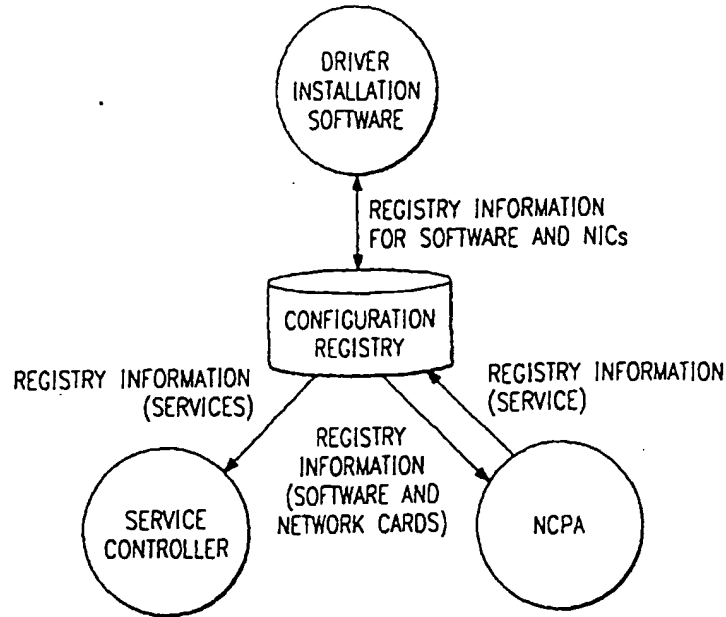 DRIVER
INSTALLATION
SOFTWARE
REGISTRY INFORMATION
FOR SOFTWARE AND NICs
CONFIGURATION
REGISTRY
REGISTRY INFORMATION
(SERVICES)
REGISTRY INFORMATION
(SERVICE)
REGISTRY
INFORMATION
(SOFTWARE AND
NETWORK CARDS)
SERVICE
CONTROLLER
NCPA